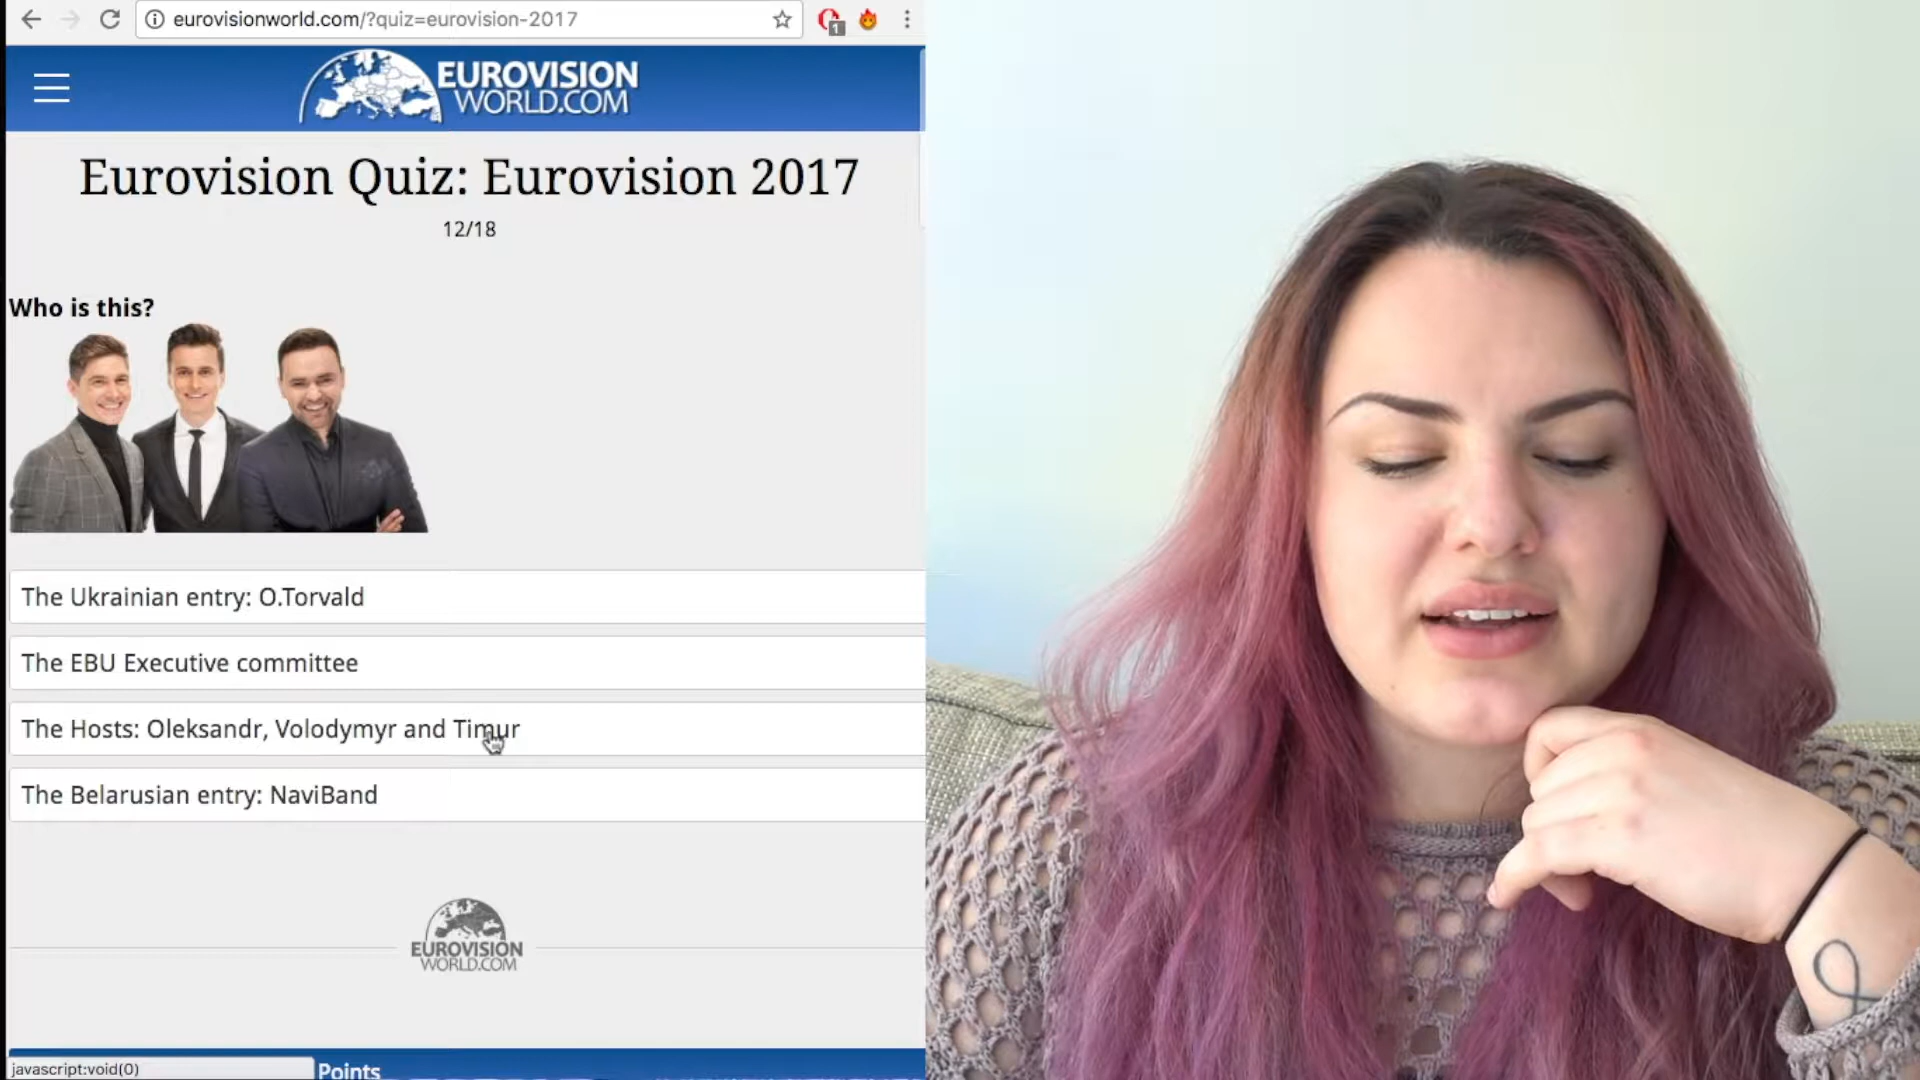 eurovisionworld.com/?quiz=eurovision-2017
1
EUROVISION
WORLD.COM
Eurovision Quiz: Eurovision 2017
12/18
Who is this?
The Ukrainian entry: O.Torvald
The EBU Executive committee
The Hosts: Oleksandr, Volodymyr and Timur
The Belarusian entry: NaviBand
EUROVISION
WORLD.COM
javascript:void(0)
Points